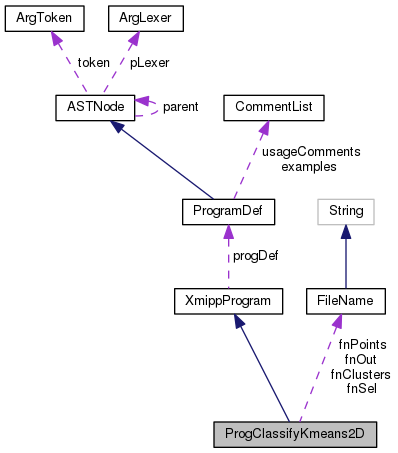 ArgToken
ArgLexer
token
pLexer
ASTNode
parent
CommentList
usageComments
examples
ProgramDef
String
progDef
XmippProgram
FileName
fnPoints
fnOut
fnClusters
fnSel
ProgClassifyKmeans2D